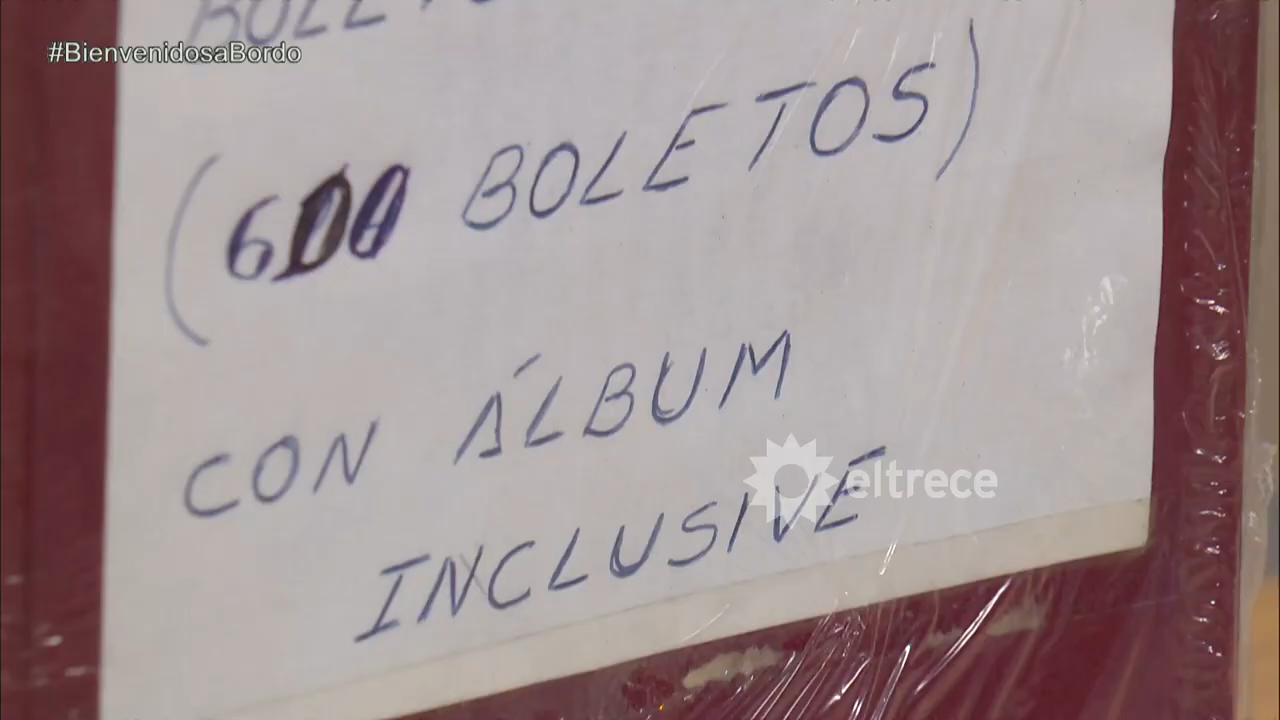 #BienvenidosaBordo
(600 BOLETOS)
CON ÁLBUM
INCLUSIVE
eltrece